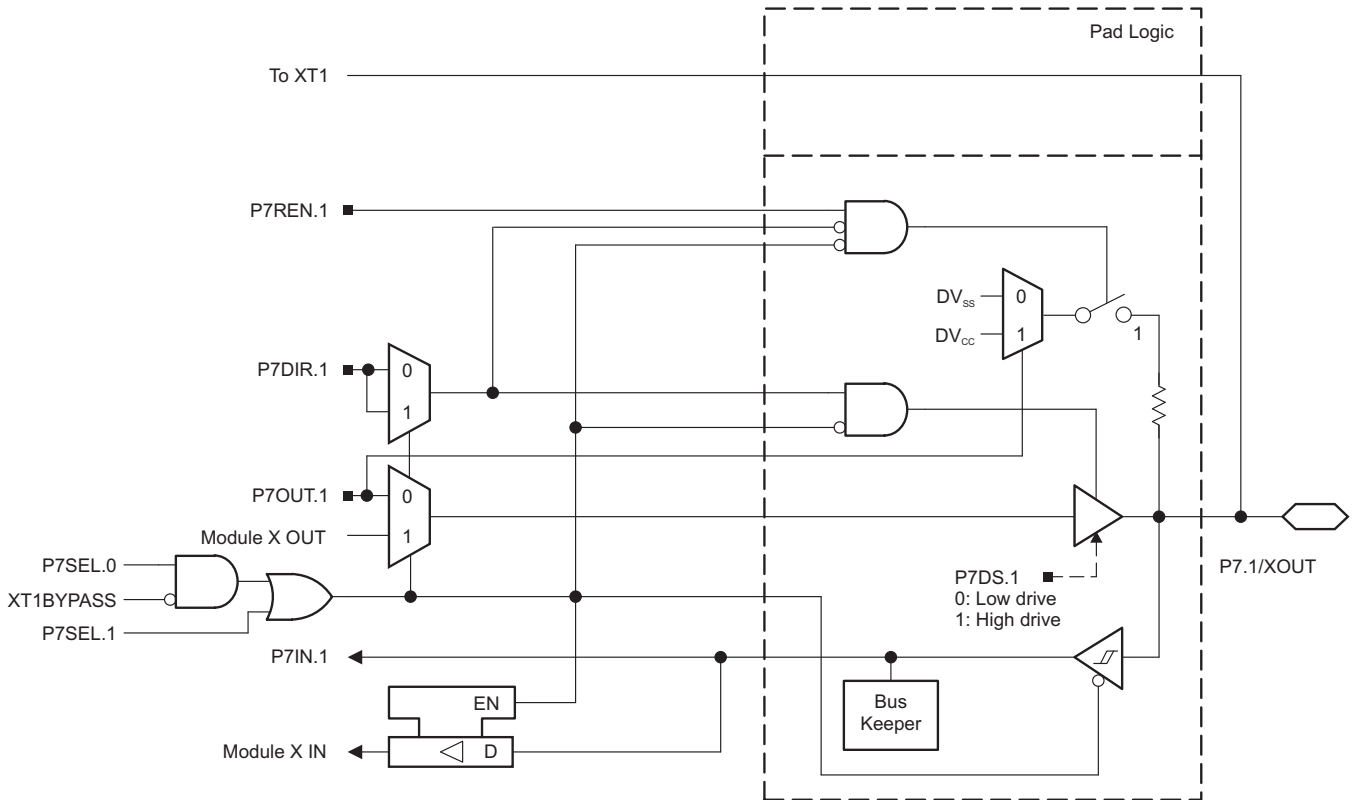 Pad Logic
To XT1
P7REN.1
DVss
0
DVcc
1
1
P7DIR.1
0
1
P7OUT.1
0
Module X OUT
1
P7SEL.0
XT1BYPASS
P7SEL.1
P7DS.1
0: Low drive
1: High drive
P7.1/XOUT
P7IN.1
EN
Bus
Keeper
Module X IN
D